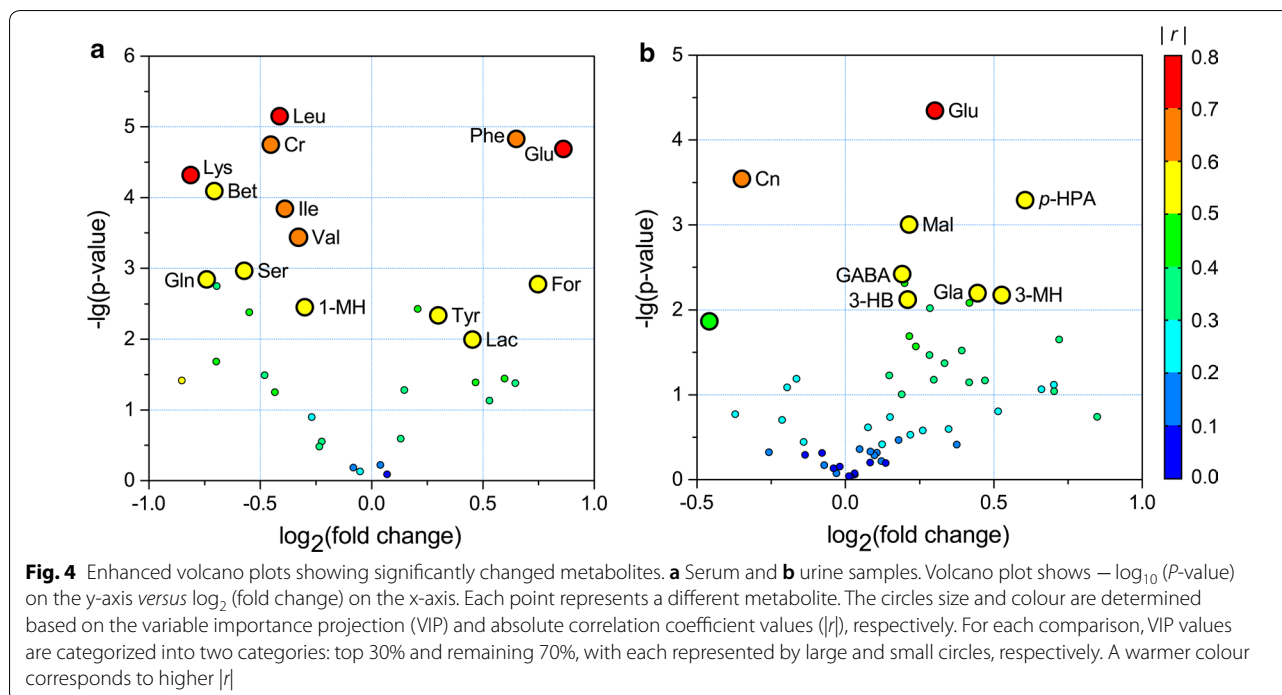 a
6
5
4
3
2
1
0
-lg(p-value)
-1.0 -0.5 0.0 0.5 1.0
log2(fold change)
Leu
Cr
Phe
Glu
Lys
Bet
Ile
Val
Gln
Ser
For
1-MH
Tyr
Lac
b
5
4
3
2
1
0
-lg(p-value)
-0.5 0.0 0.5 1.0
log2(fold change)
Glu
Cn
p-HPA
Mal
GABA
3-HB
Gla
3-MH
| r |
0.8
0.7
0.6
0.5
0.4
0.3
0.2
0.1
0.0
Fig. 4 Enhanced volcano plots showing significantly changed metabolites. a Serum and b urine samples. Volcano plot shows − log10 (P-value)
on the y-axis versus log2 (fold change) on the x-axis. Each point represents a different metabolite. The circles size and colour are determined
based on the variable importance projection (VIP) and absolute correlation coefficient values (|r|), respectively. For each comparison, VIP values
are categorized into two categories: top 30% and remaining 70%, with each represented by large and small circles, respectively. A warmer colour
corresponds to higher |r|